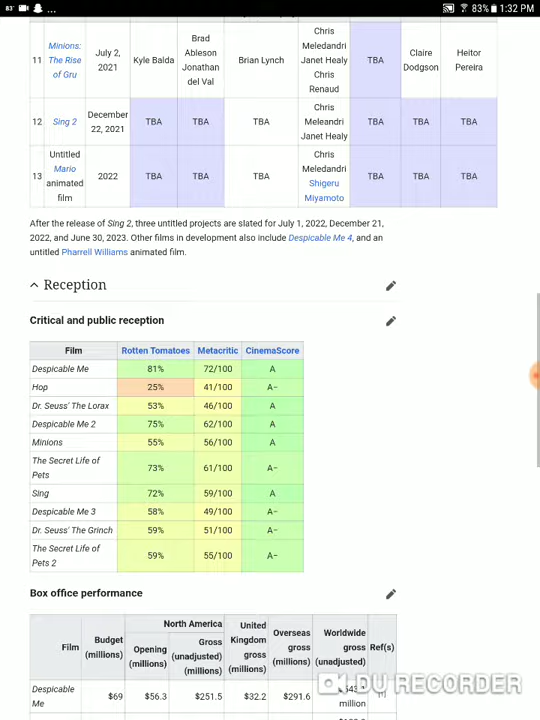 83° ... 83% 1:32 PM
11 Minions: The Rise of Gru July 2, 2021 Kyle Balda Brad Ableson Jonathan del Val Brian Lynch Chris Meledandri Janet Healy Chris Renaud TBA Claire Dodgson Heitor Pereira
12 Sing 2 December 22, 2021 TBA TBA TBA Chris Meleandri Janet Healy TBA TBA TBA
13 Untitled Mario animated film 2022 TBA TBA TBA Chris Meledandri Shigeru Miyamoto TBA TBA TBA
After the release of Sing 2, three untitled projects are slated for July 1, 2022, December 21,
2022, and June 30, 2023. Other films in development also include Despicable Me 4, and an
untitled Pharrell Williams animated film.
Reception
Critical and public reception
Film Rotten Tomatoes Metacritic CinemaScore
Despicable Me 81% 72/100 A
Hop 25% 41/100 A−
Dr. Seuss' The Lorax 53% 46/100 A
Despicable Me 2 75% 62/100 A
Minions 55% 56/100 A
The Secret Life of Pets 73% 61/100 A−
Sing 72% 59/100 A
Despicable Me 3 58% 49/100 A−
Dr. Seuss' The Grinch 59% 51/100 A−
The Secret Life of Pets 2 59% 55/100 A−
Box office performance
Film Budget (millions) North America Opening (millions) Gross (unadjusted) (millions) United Kingdom gross (millions) Overseas gross (millions) Worldwide gross (unadjusted) Ref(s)
Despicable Me $69 $56.3 $251.5 $32.2 $291.6 million
DU RECORDER